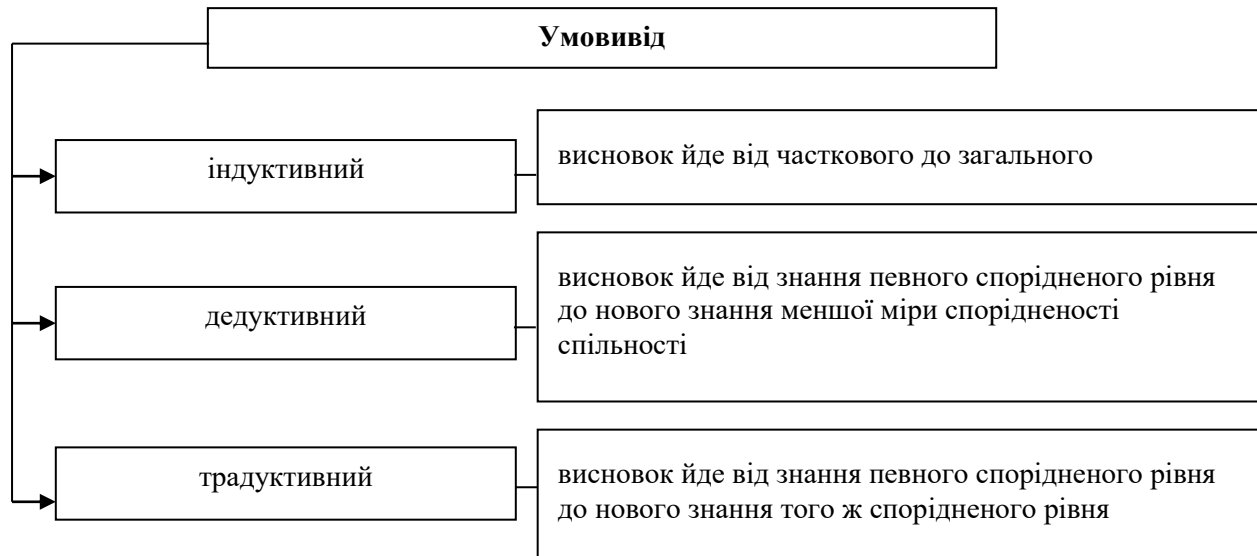 Умовивід
індуктивний
висновок йде від часткового до загального
дедуктивний
висновок йде від знання певного спорідненого рівня
до нового знання меншої міри спорідненості
спільності
традуктивний
висновок йде від знання певного спорідненого рівня
до нового знання того ж спорідненого рівня